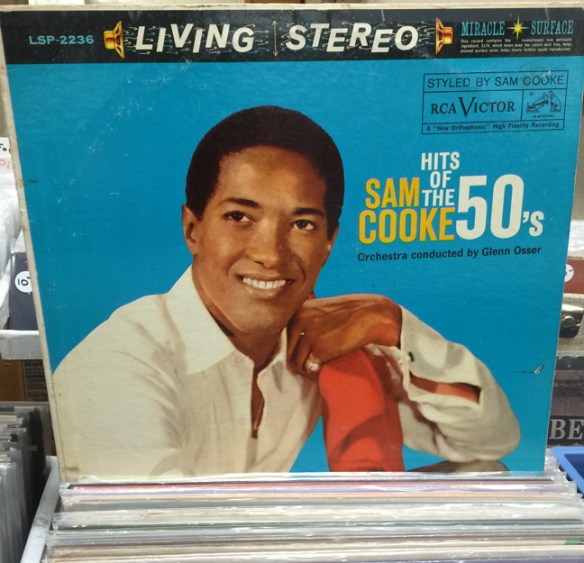 LSP-2236 LIVING STEREO MIRACLE SURFACE
STYLED BY SAM COOKE
RCA VICTOR
A "New Orthophonic" High Fidelity Recording
HITS
OF
SAM THE 50's
COOKE
Orchestra conducted by Glenn Osser
BE